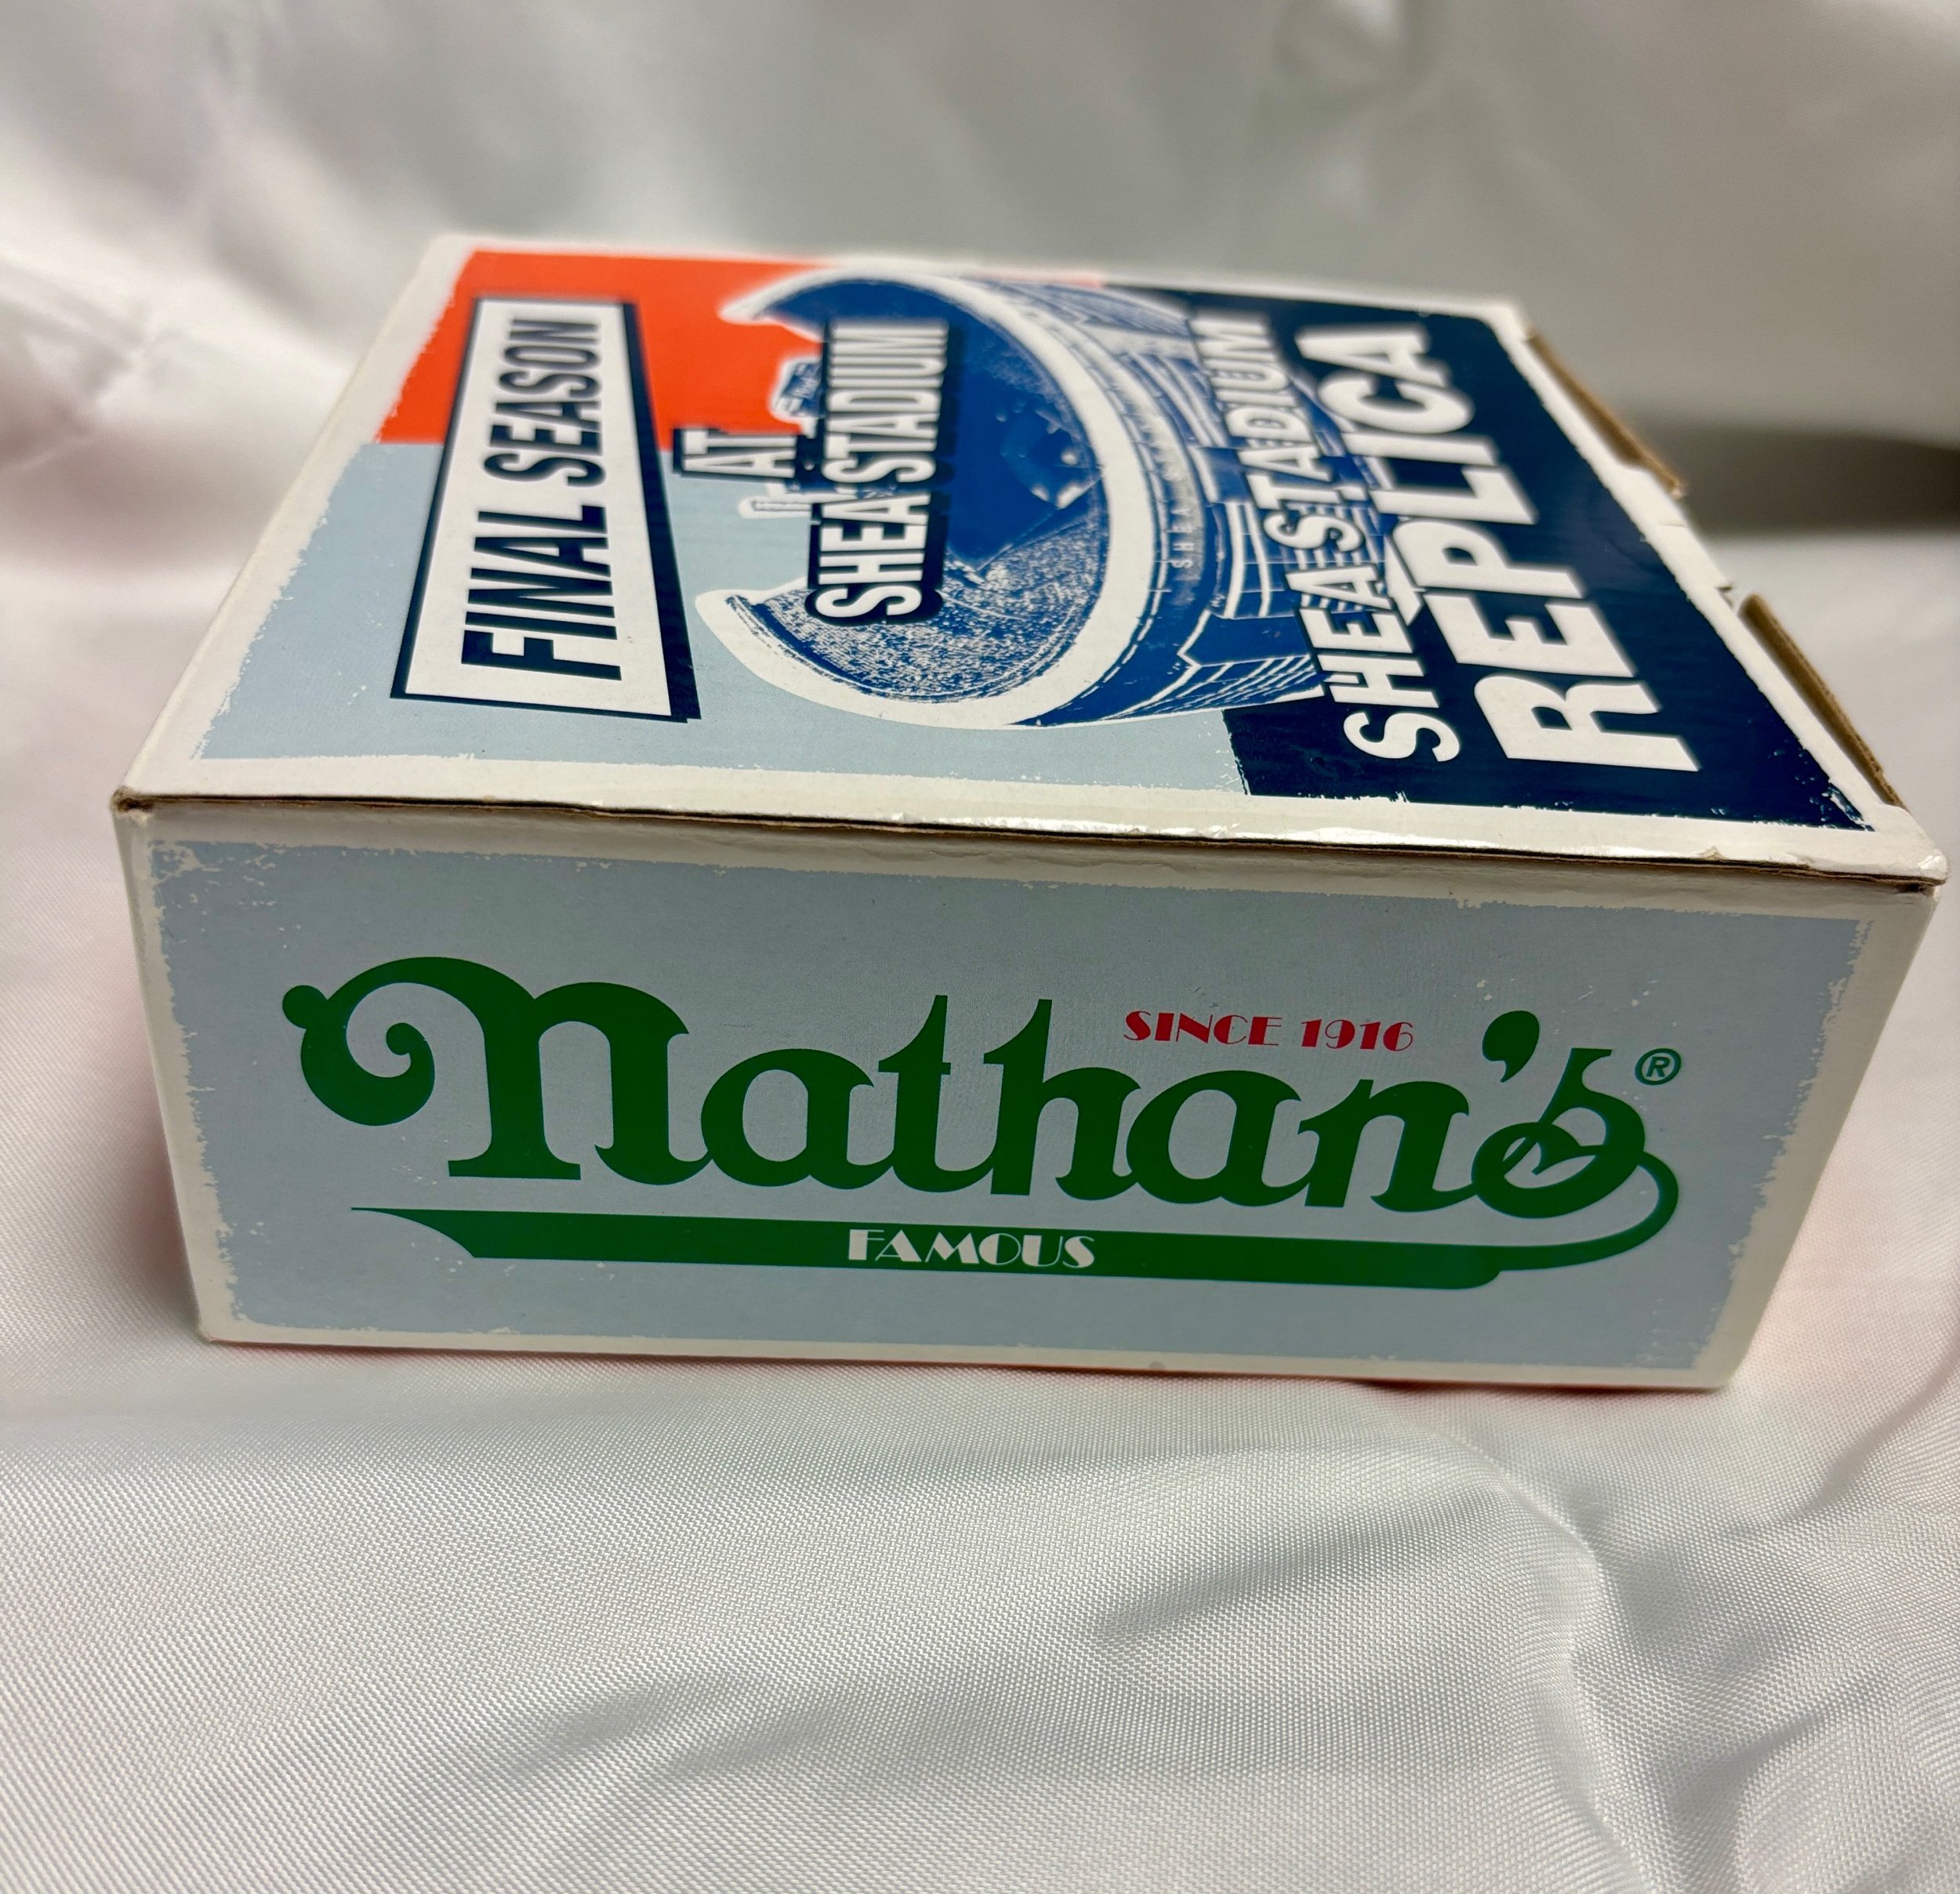 FINAL SEASON
AT
SHEA STADIUM
SHEA STADIUM
REPLICA
SINCE 1916
Nathan's®
FAMOUS